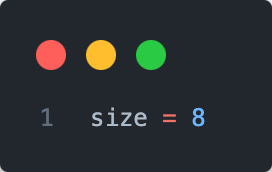 1 size = 8